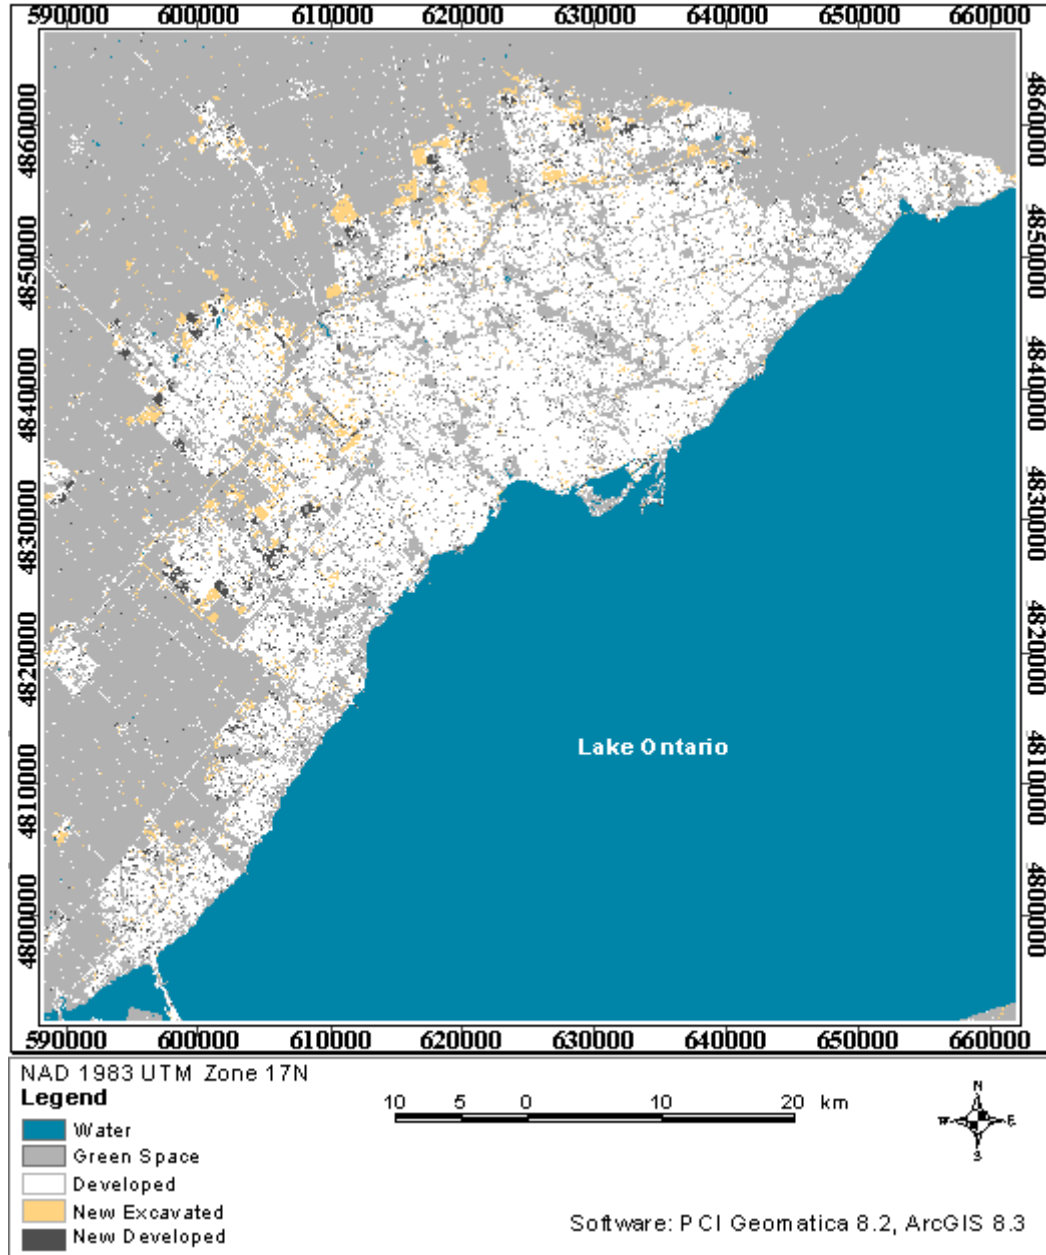 590000 600000 610000 620000 630000 640000 650000 660000
4860000 4860000
4850000 4850000
4840000 4840000
4830000 4830000
4820000 4820000
Lake Ontario
4810000 4810000
4800000 4800000
590000 600000 610000 620000 630000 640000 650000 660000
NAD 1983 UTM Zone 17N
Legend
10 5 0 10 20 km
N
W E
S
Water
Green Space
Developed
New Excavated
New Developed
Software: PCI Geomatica 8.2, ArcGIS 8.3